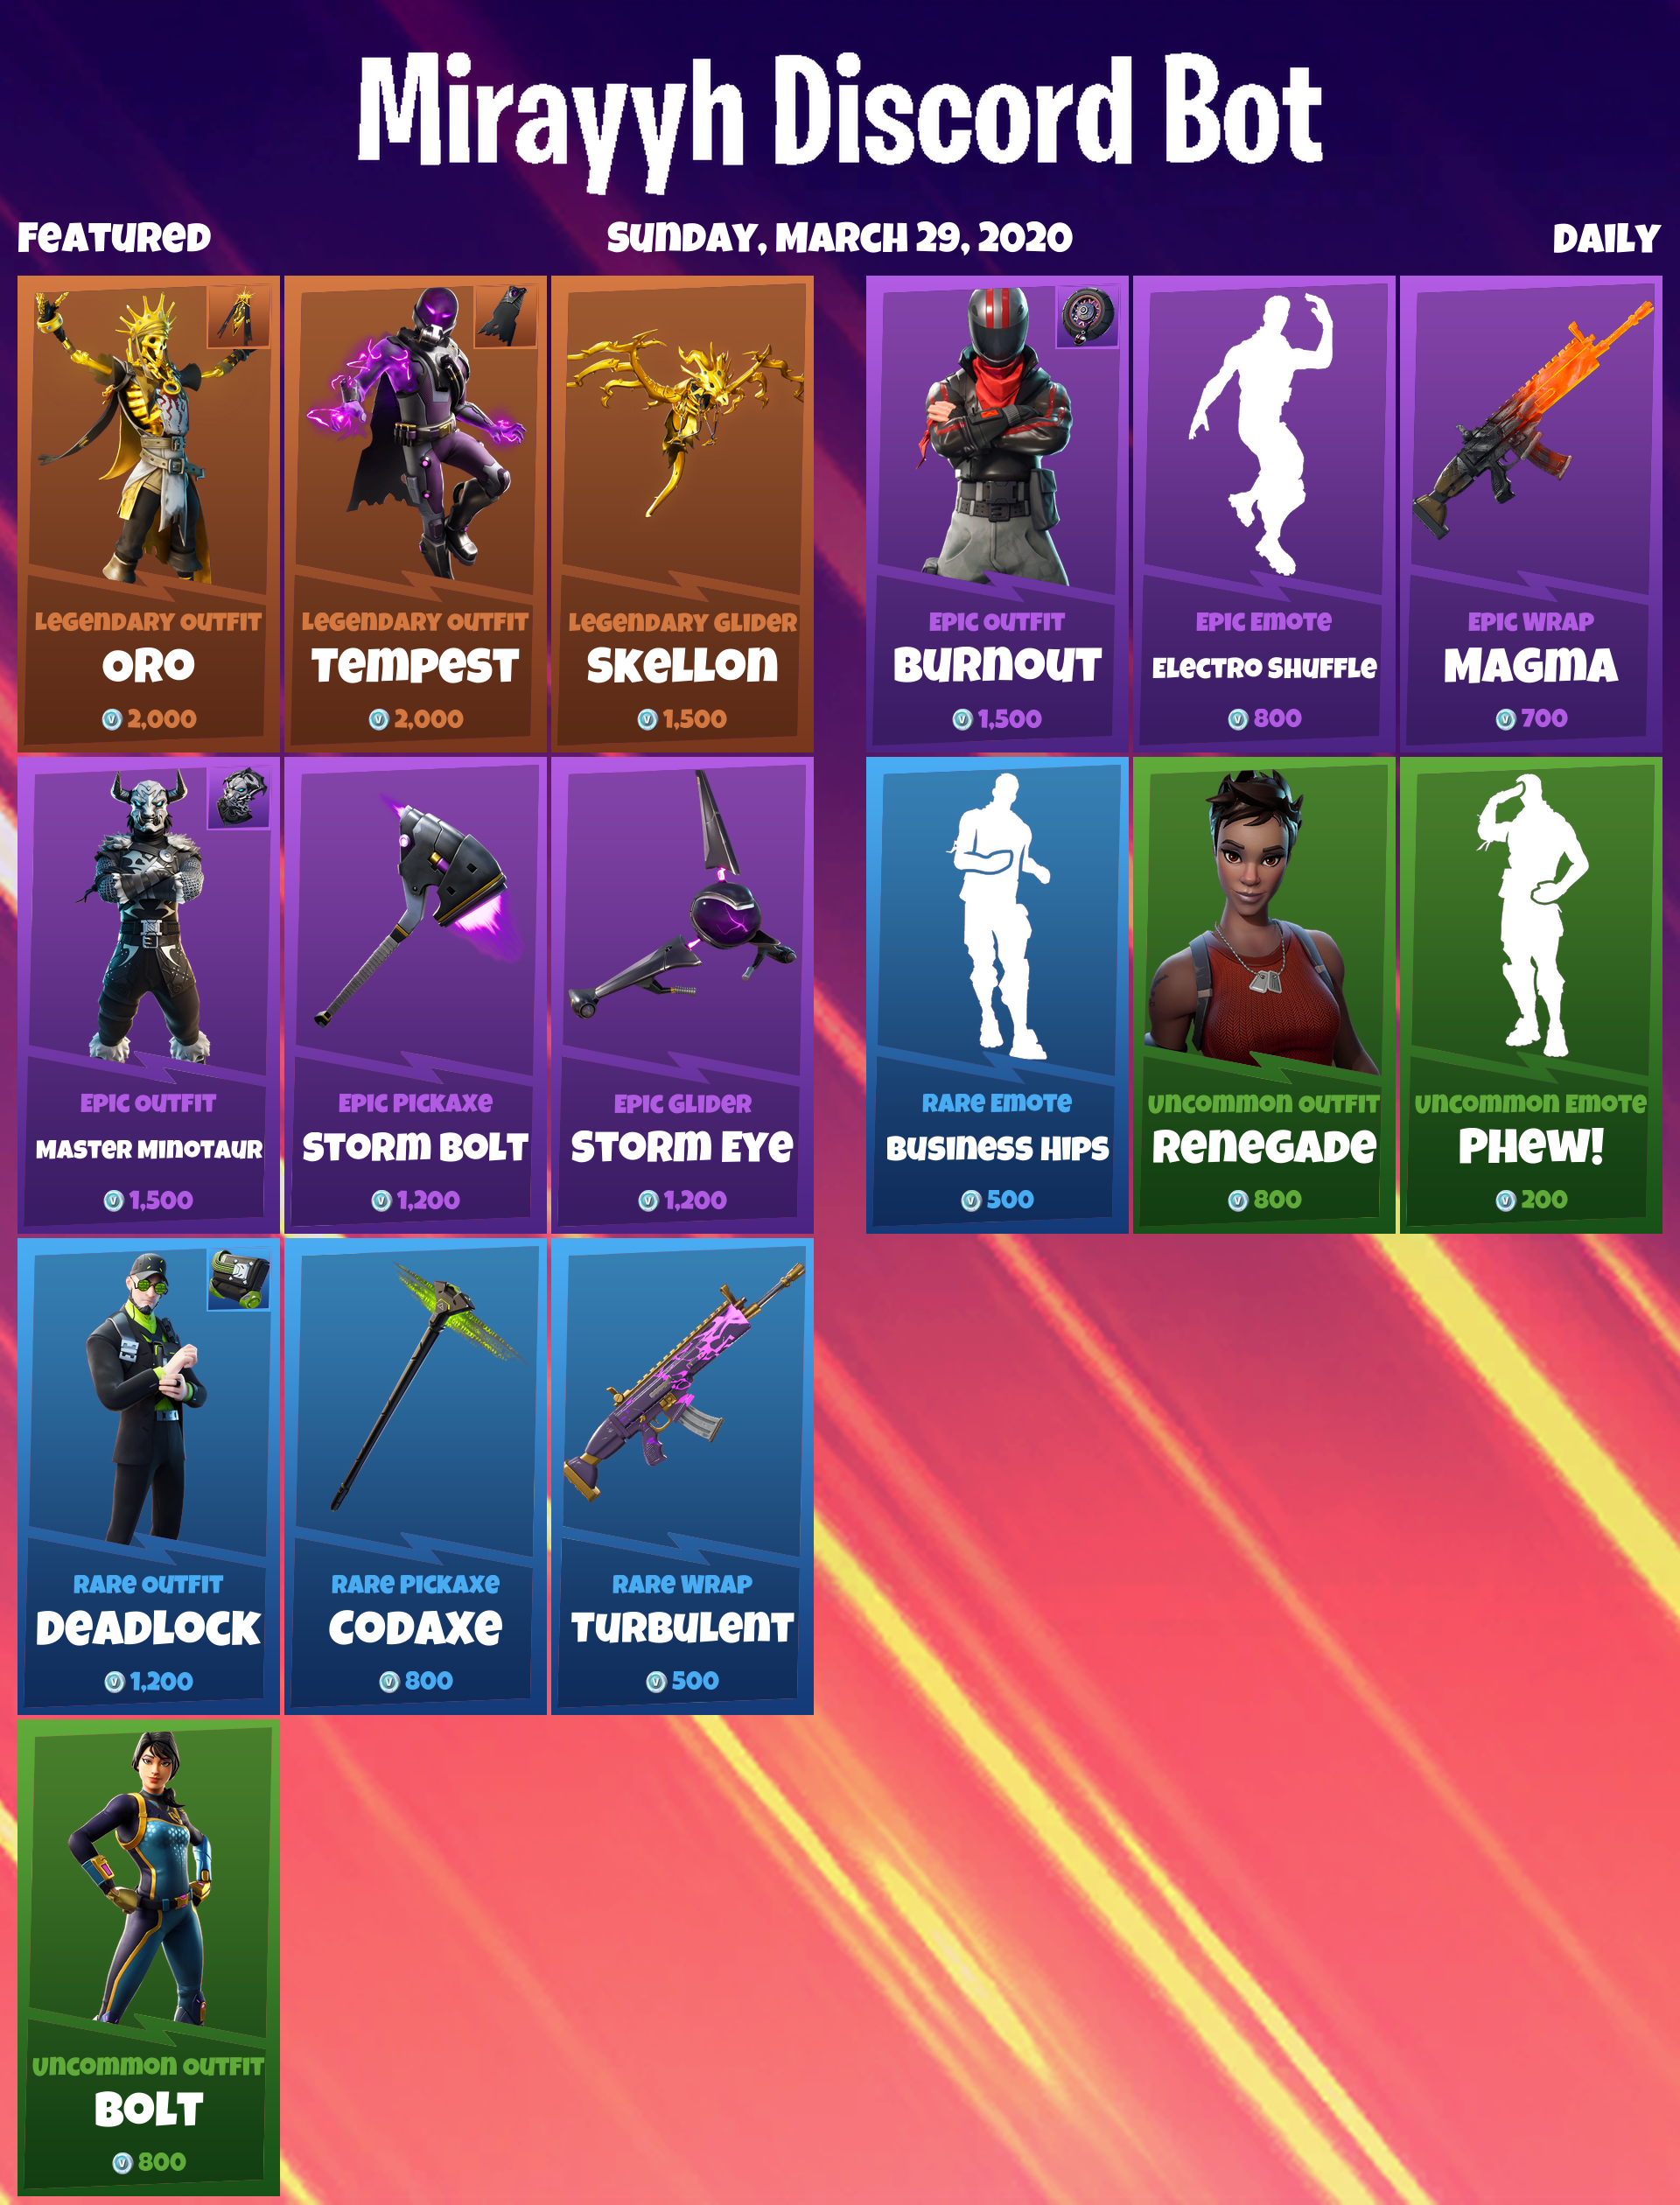 Mirayyh Discord Bot
FEATURED
SUNDAY, MARCH 29, 2020
DAILY
LEGENDARY OUTFIT
ORO
2,000
LEGENDARY OUTFIT
TEMPEST
2,000
LEGENDARY GLIDER
SKELLON
1,500
EPIC OUTFIT
BURNOUT
1,500
EPIC EMOTE
ELECTRO SHUFFLE
800
EPIC WRAP
MAGMA
700
EPIC OUTFIT
MASTER MINOTAUR
1,500
EPIC PICKAXE
STORM BOLT
1,200
EPIC GLIDER
STORM EYE
1,200
RARE EMOTE
BUSINESS HIPS
500
UNCOMMON OUTFIT
RENEGADE
800
UNCOMMON EMOTE
PHEW!
200
RARE OUTFIT
DEADLOCK
1,200
RARE PICKAXE
CODAXE
800
RARE WRAP
TURBULENT
500
UNCOMMON OUTFIT
BOLT
800